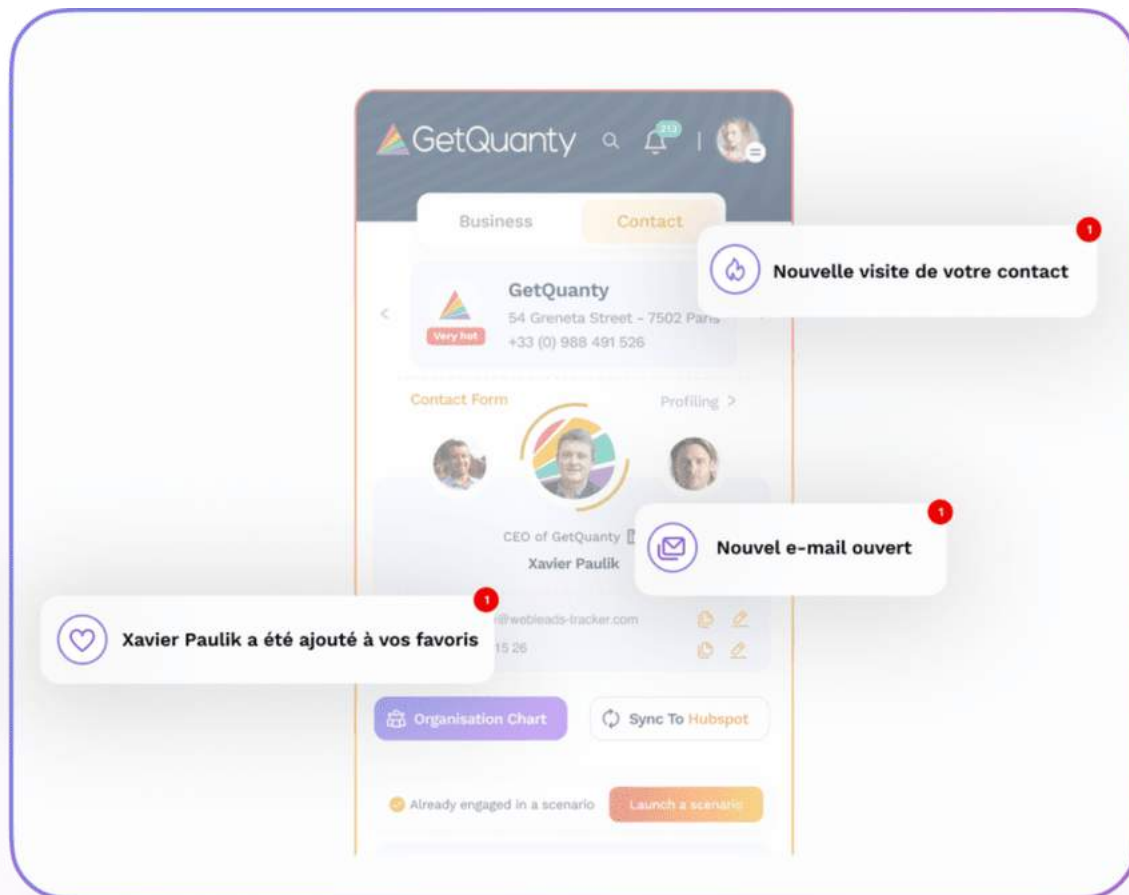 GetQuanty
213
Business
Contact
1
Nouvelle visite de votre contact
GetQuanty
54 Greneta Street - 7502 Paris
Very hot
+33 (0) 988 491 526
Contact Form
Profiling >
1
CEO of GetQuanty
Nouvel e-mail ouvert
Xavier Paulik
1
Xavier Paulik a été ajouté à vos favoris
@webleads-tracker.com
15 26
Organisation Chart
Sync To Hubspot
Already engaged in a scenario
Launch a scenario